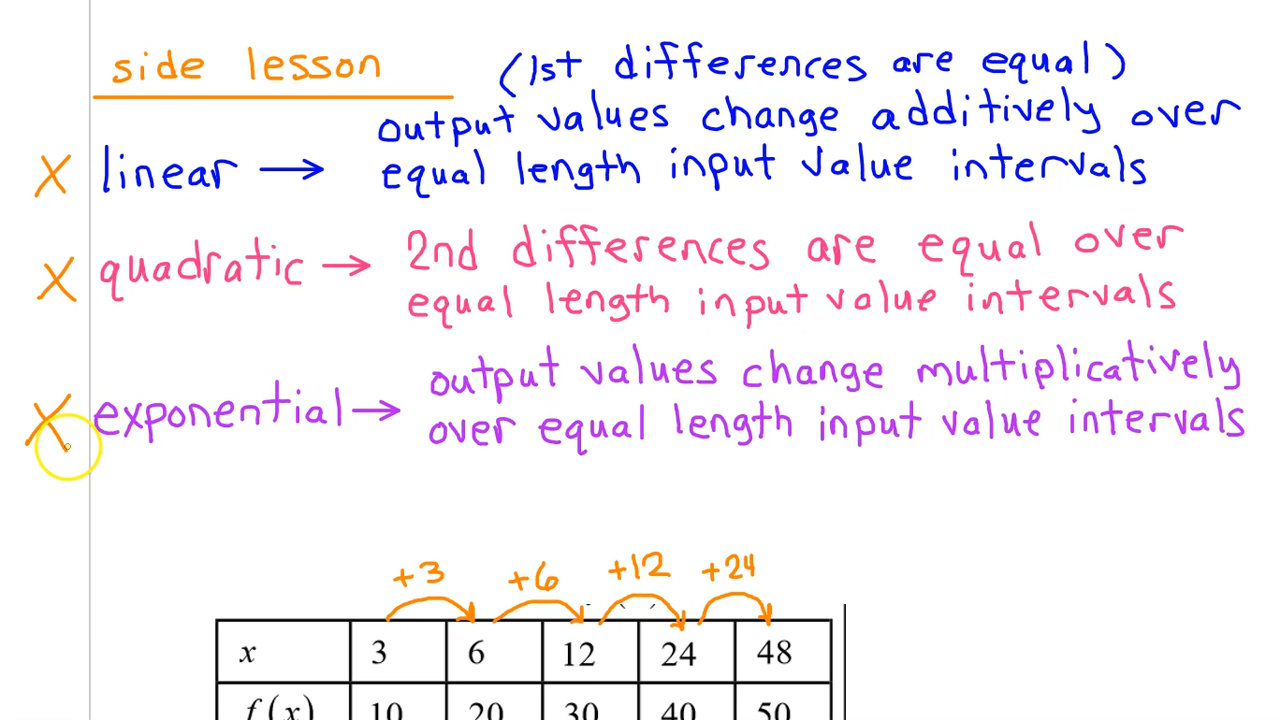 side lesson
(1st differences are equal)
output values change additively over
X linear → equal length input value intervals
X quadratic → 2nd differences are equal over
equal length input value intervals
output values change multiplicatively
X exponential → over equal length input value intervals
+3 +6 +12 +24
x 3 6 12 24 48
f(x) 10 20 30 40 50